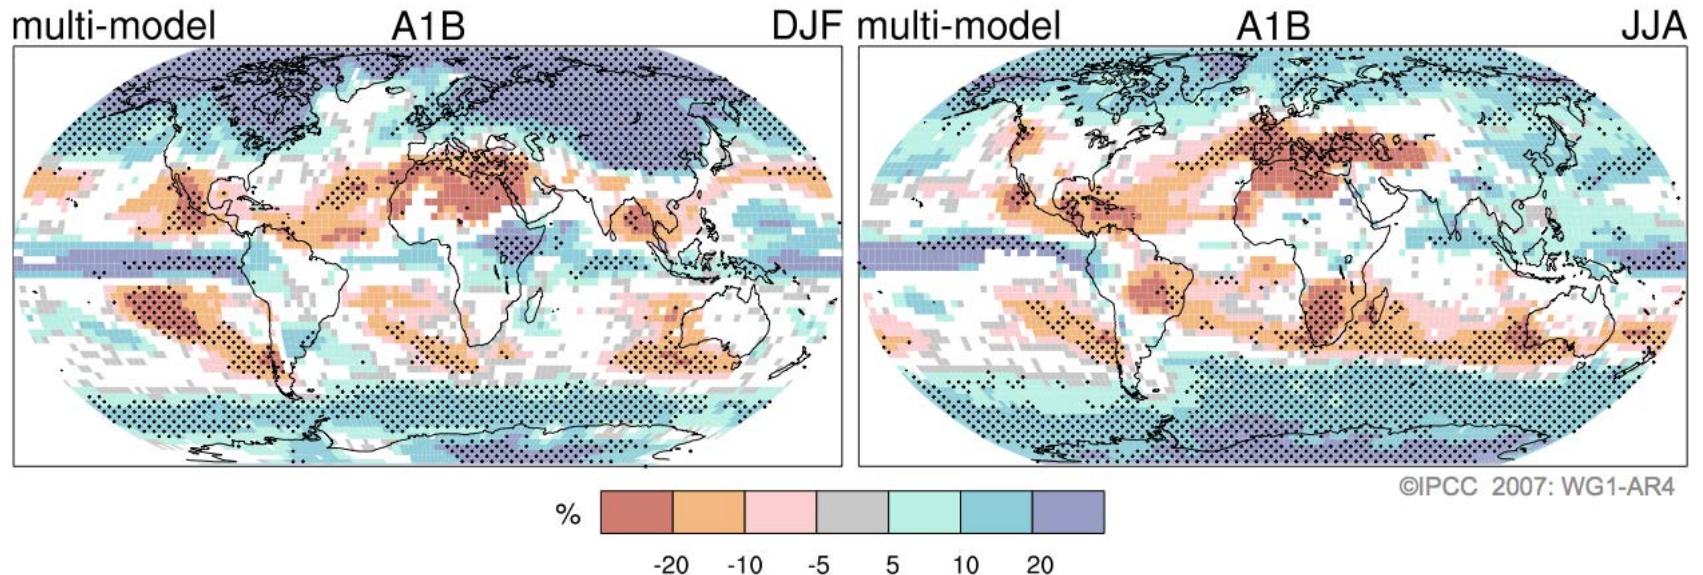 multi-model A1B DJF
multi-model A1B JJA
©IPCC 2007: WG1-AR4
%
-20 -10 -5 5 10 20